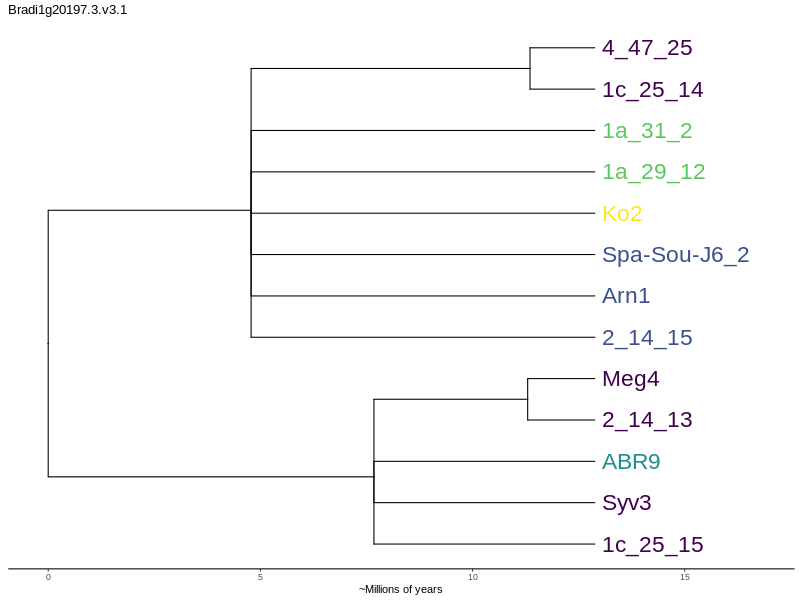 Bradi1g20197.3.v3.1
4_47_25
1c_25_14
1a_31_2
1a_29_12
Ko2
Spa-Sou-J6_2
Arn1
2_14_15
Meg4
2_14_13
ABR9
Syv3
1c_25_15
0 5 10 15
~Millions of years